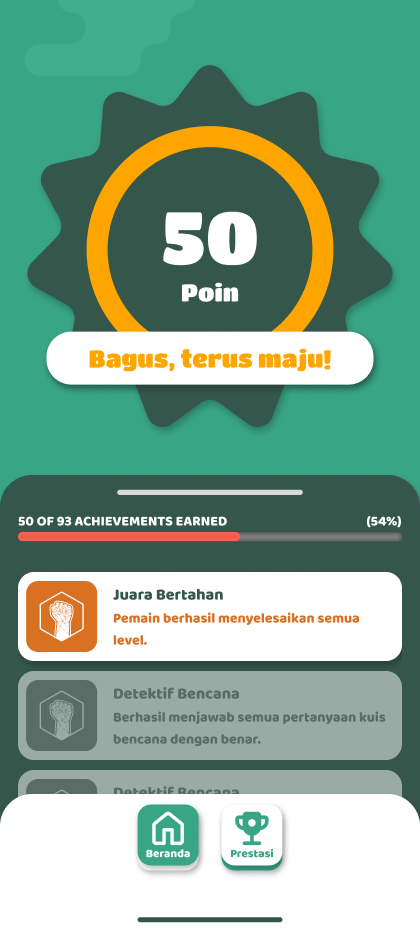 50
Poin
Bagus, terus maju!
50 OF 93 ACHIEVEMENTS EARNED (54%)
Juara Bertahan
Pemain berhasil menyelesaikan semua
level.
Detektif Bencana
Berhasil menjawab semua pertanyaan kuis
bencana dengan benar.
Detektif Bencana
Beranda Prestasi